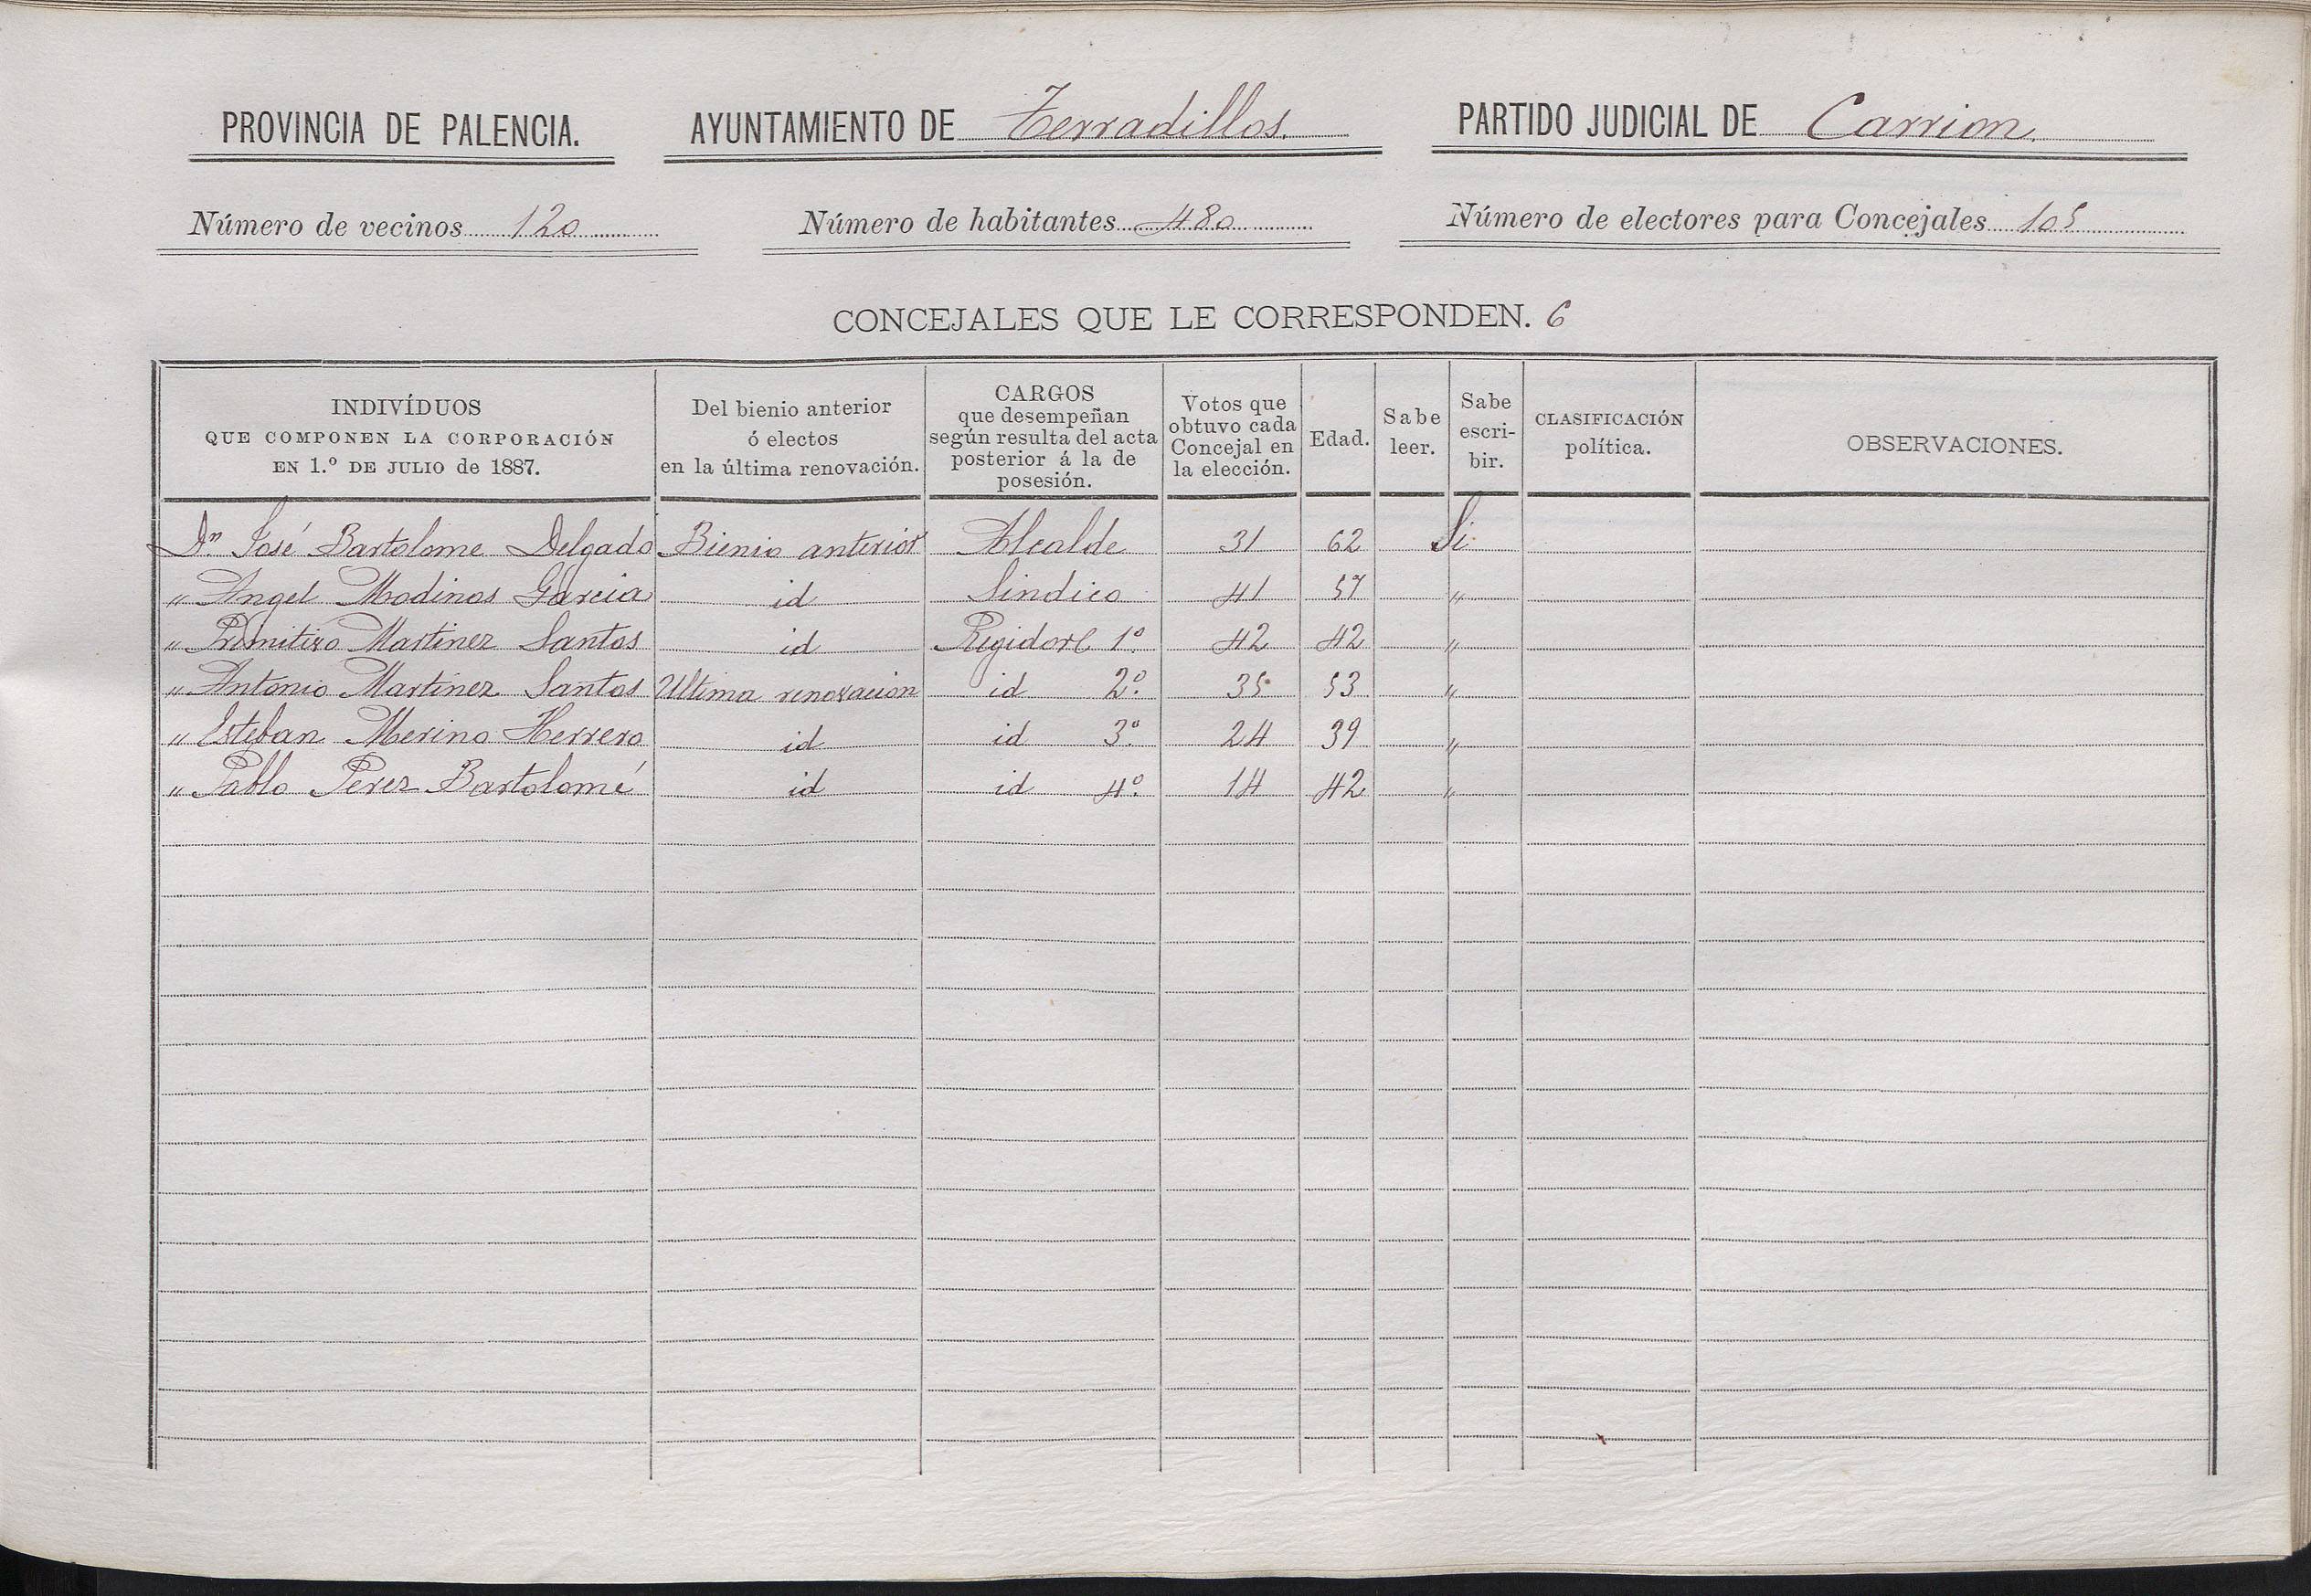 PROVINCIA DE PALENCIA. AYUNTAMIENTO DE Terradillos. PARTIDO JUDICIAL DE Carrion.
Número de vecinos 120 Número de habitantes 480 Número de electores para Concejales 105
CONCEJALES QUE LE CORRESPONDEN. 6
INDIVÍDUOS
QUE COMPONEN LA CORPORACIÓN
EN 1.º DE JULIO de 1887.
Del bienio anterior
ó electos
en la última renovación.
CARGOS
que desempeñan
según resulta del acta
posterior á la de
posesión.
Votos que
obtuvo cada
Concejal en
la elección.
Edad.
Sabe
leer.
Sabe
escri-
bir.
CLASIFICACIÓN
política.
OBSERVACIONES.
Dn José Bartolome Delgado Bienio anterior Alcalde 31 62 Si
" Angel Modinos Garcia id Sindico 41 57 "
" Primitivo Martinez Santos id 1º 42 42 "
" Antonio Martinez Santos Ultima renovación id 2º 35 53 "
" Esteban Merino Herrero id id 3º 24 39 "
" Pablo Perez Bartolomé id id 4º 14 42 "